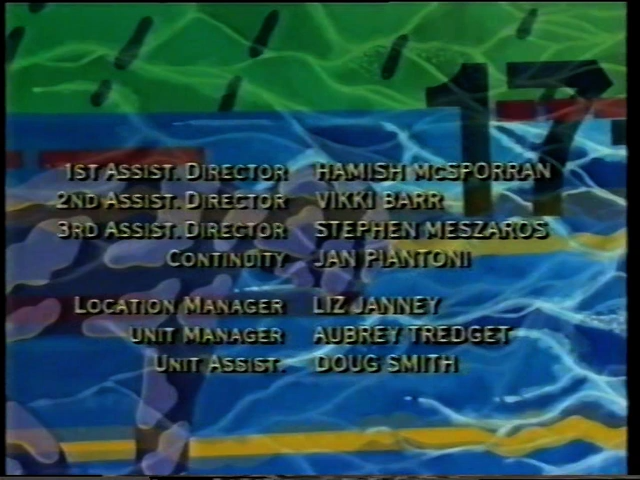 17
1ST ASSIST. DIRECTOR HAMISH MCSPORRAN
2ND ASSIST. DIRECTOR VIKKI BARR
3RD ASSIST. DIRECTOR STEPHEN MESZAROS
CONTINUITY JAN PIANTONI
LOCATION MANAGER LIZ JANNEY
UNIT MANAGER AUBREY TREDGET
UNIT ASSIST. DOUG SMITH